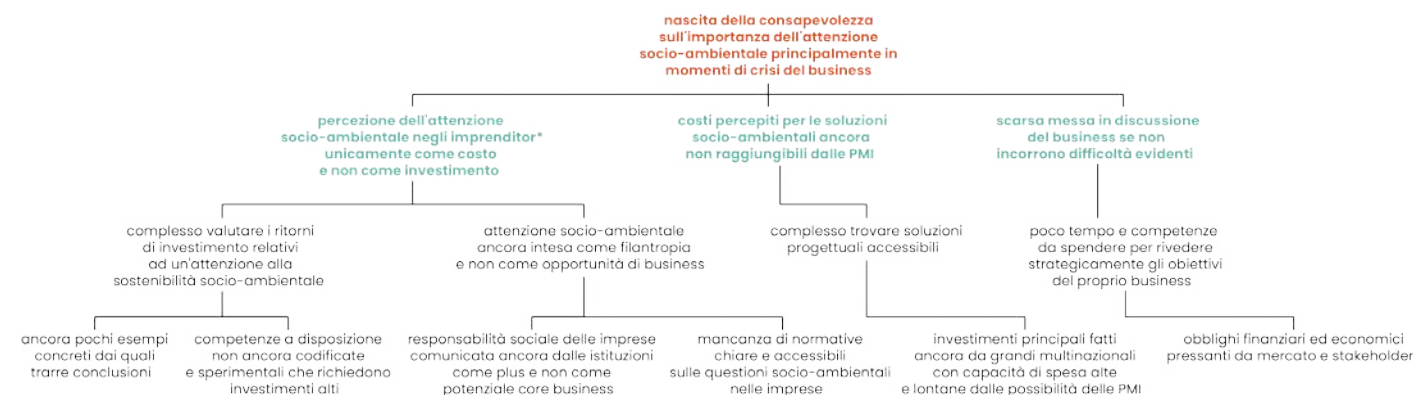 nascita della consapevolezza
sull'importanza dell'attenzione
socio-ambientale principalmente in
momenti di crisi del business
percezione dell'attenzione
socio-ambientale negli imprenditor*
unicamente come costo
e non come investimento
costi percepiti per le soluzioni
socio-ambientali ancora
non raggiungibili dalle PMI
scarsa messa in discussione
del business se non
incorrono difficoltà evidenti
complesso valutare i ritorni
di investimento relativi
ad un'attenzione alla
sostenibilità socio-ambientale
attenzione socio-ambientale
ancora intesa come filantropia
e non come opportunità di business
complesso trovare soluzioni
progettuali accessibili
poco tempo e competenze
da spendere per rivedere
strategicamente gli obiettivi
del proprio business
ancora pochi esempi
concreti dai quali
trarre conclusioni
competenze a disposizione
non ancora codificate
e sperimentali che richiedono
investimenti alti
responsabilità sociale delle imprese
comunicata ancora dalle istituzioni
come plus e non come
potenziale core business
mancanza di normative
chiare e accessibili
sulle questioni socio-ambientali
nelle imprese
investimenti principali fatti
ancora da grandi multinazionali
con capacità di spesa alte
e lontane dalle possibilità delle PMI
obblighi finanziari ed economici
pressanti da mercato e stakeholder